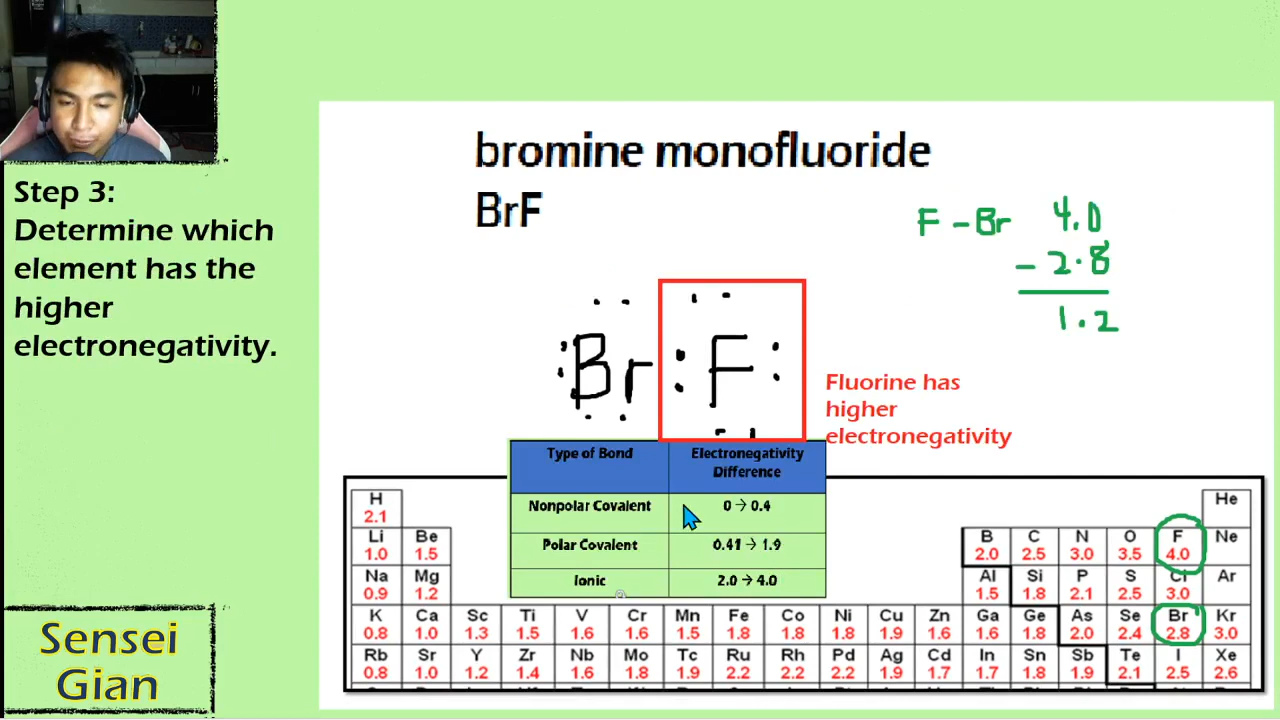 Step 3:
Determine which
element has the
higher
electronegativity.
Sensei
Gian
bromine monofluoride
BrF
F - Br 4.0
- 2.8
1.2
Br : F :
Fluorine has
higher
electronegativity
Type of Bond Electronegativity Difference
Nonpolar Covalent 0 → 0.4
Polar Covalent 0.41 → 1.9
Ionic 2.0 → 4.0
H He
2.1
Li Be B C N O F Ne
1.0 1.5 2.0 2.5 3.0 3.5 4.0
Na Mg Al Si P S Cl Ar
0.9 1.2 1.5 1.8 2.1 2.5 3.0
K Ca Sc Ti V Cr Mn Fe Co Ni Cu Zn Ga Ge As Se Br Kr
0.8 1.0 1.3 1.5 1.6 1.6 1.5 1.8 1.8 1.8 1.9 1.6 1.6 1.8 2.0 2.4 2.8 3.0
Rb Sr Y Zr Nb Mo Tc Ru Rh Pd Ag Cd In Sn Sb Te I Xe
0.8 1.0 1.2 1.4 1.6 1.8 1.9 2.2 2.2 2.2 1.9 1.7 1.7 1.8 1.9 2.1 2.5 2.6